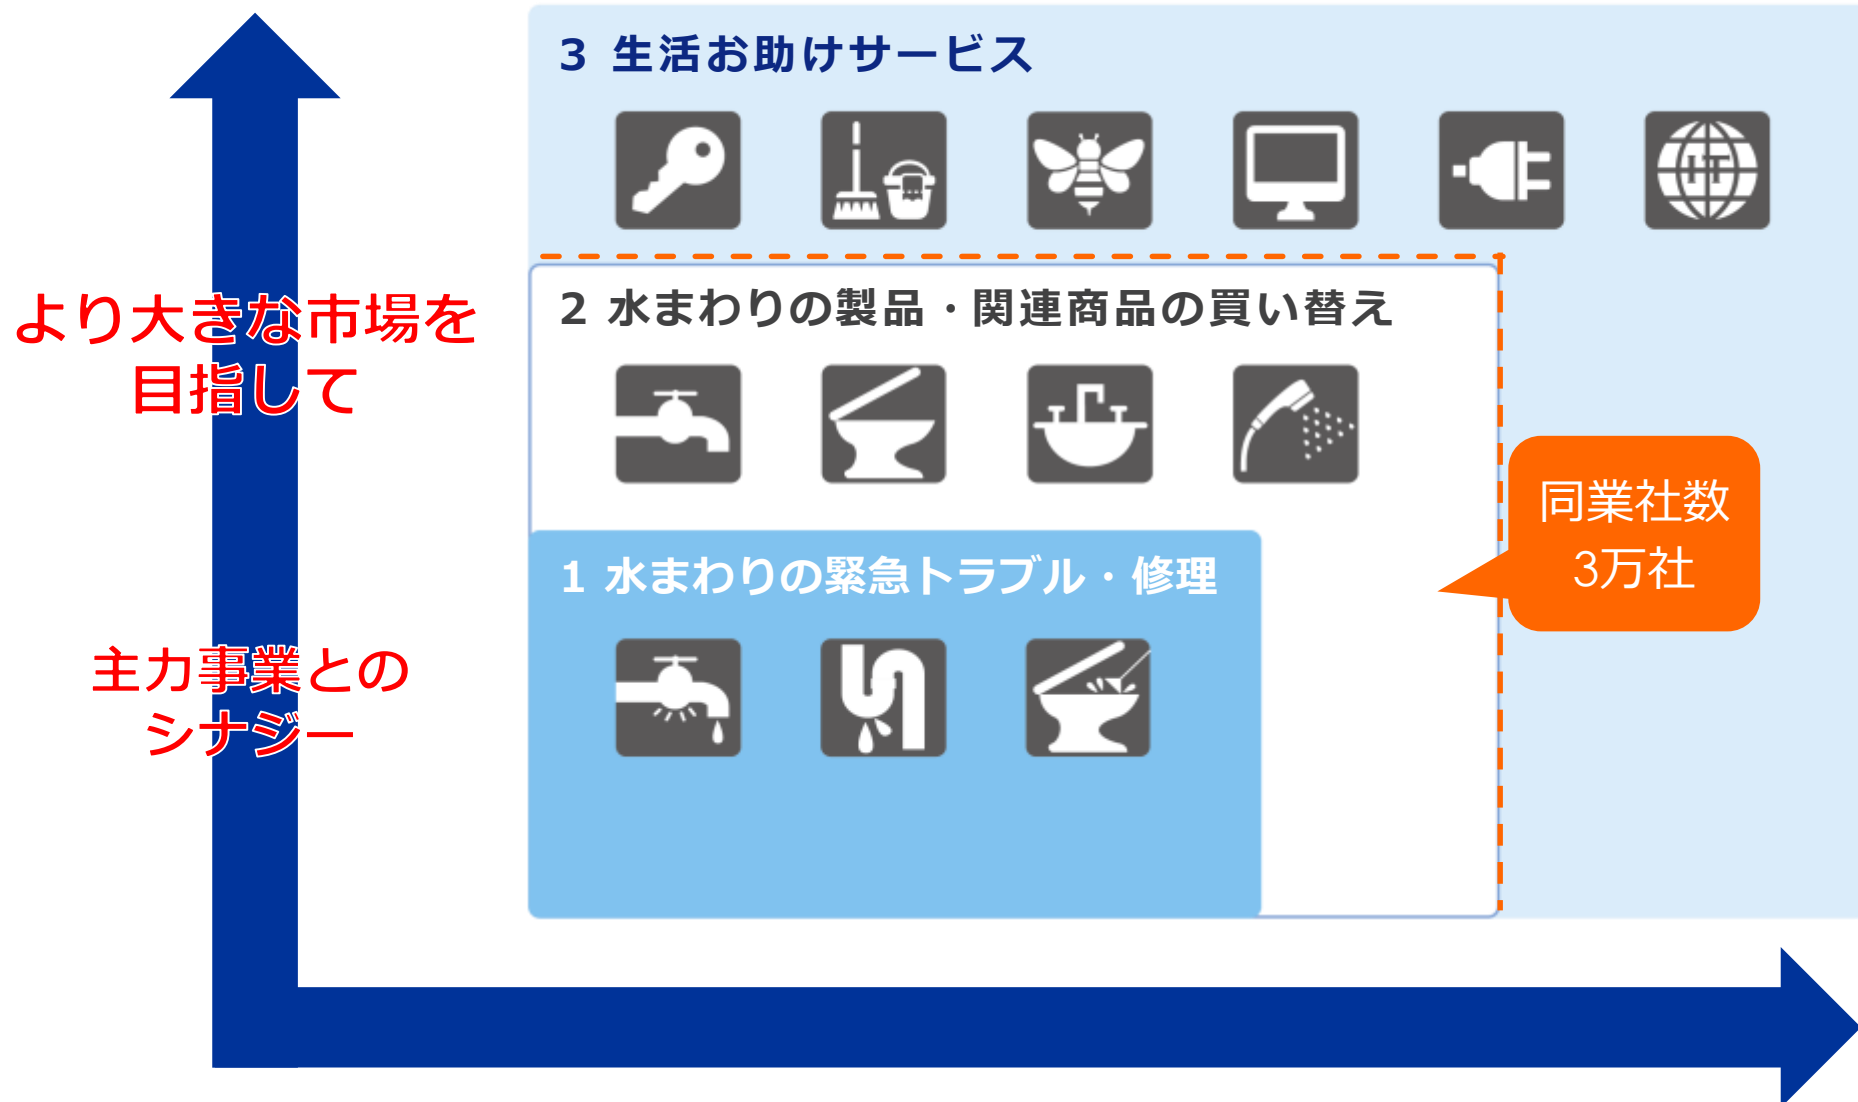 3 生活お助けサービス
IT
より大きな市場を
目指して
2 水まわりの製品・関連商品の買い替え
同業社数
3万社
1 水まわりの緊急トラブル・修理
主力事業との
シナジー